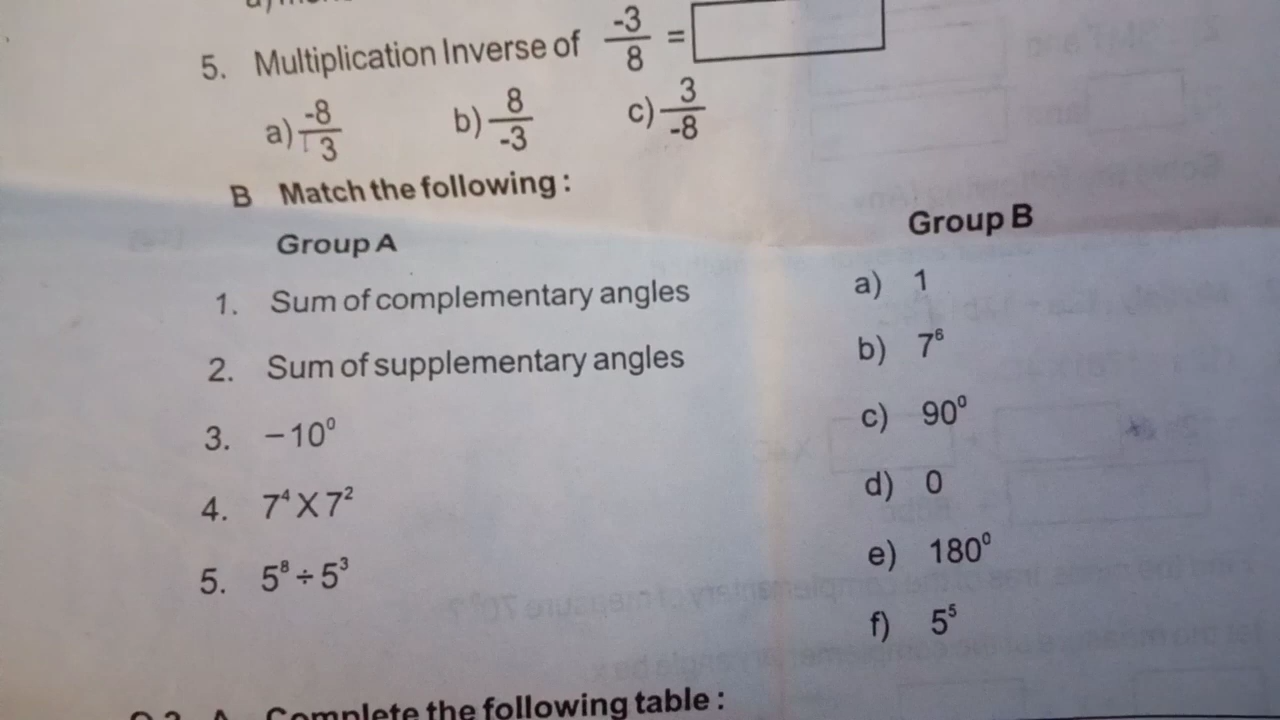 5. Multiplication Inverse of -3/8 =
a) -8/3 b) 8/-3 c) 3/-8
B Match the following :
Group A Group B
1. Sum of complementary angles a) 1
2. Sum of supplementary angles b) 7⁶
3. – 10⁰ c) 90⁰
4. 7⁴ X 7² d) 0
5. 5⁸ ÷ 5³ e) 180⁰
f) 5⁵
Complete the following table :